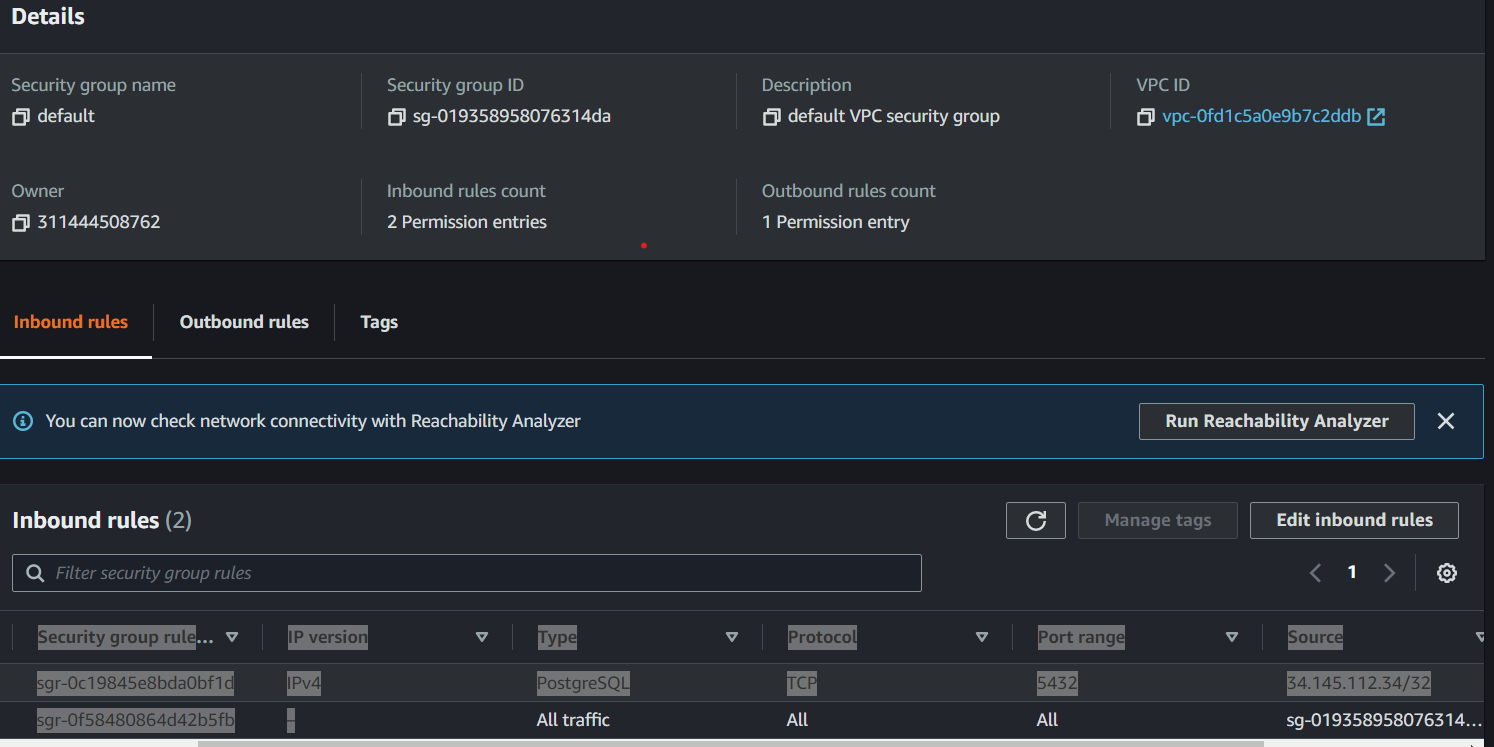 Details
Security group name
Security group ID
Description
VPC ID
default
sg-019358958076314da
default VPC security group
vpc-0fd1c5a0e9b7c2ddb
Owner
Inbound rules count
Outbound rules count
311444508762
2 Permission entries
1 Permission entry
Inbound rules
Outbound rules
Tags
You can now check network connectivity with Reachability Analyzer
Run Reachability Analyzer
Inbound rules (2)
Manage tags
Edit inbound rules
Filter security group rules
1
Security group rule...
IP version
Type
Protocol
Port range
Source
sgr-0c19845e8bda0bf1d
IPv4
PostgreSQL
TCP
5432
34.145.112.34/32
sgr-0f58480864d42b5fb
–
All traffic
All
All
sg-019358958076314...